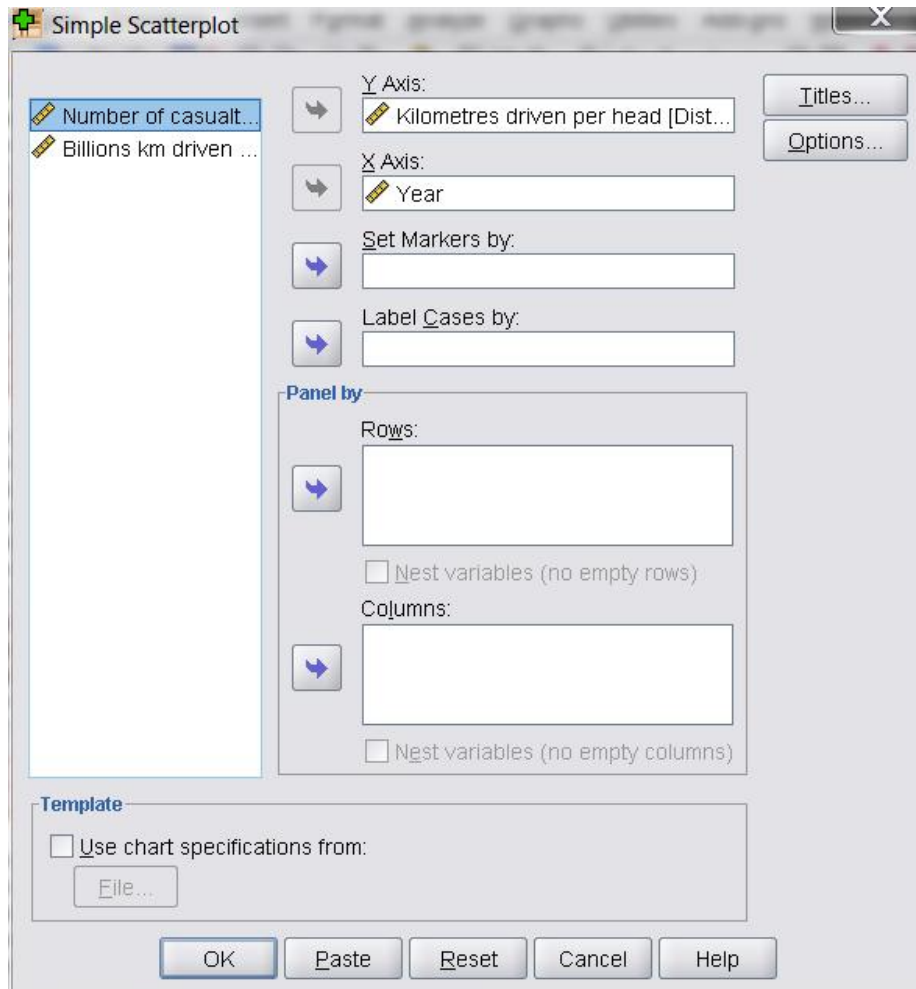 Simple Scatterplot
X
Number of casualt...
Billions km driven ...
Y Axis:
Kilometres driven per head [Dist...
X Axis:
Year
Set Markers by:
Label Cases by:
Panel by
Rows:
Nest variables (no empty rows)
Columns:
Nest variables (no empty columns)
Titles...
Options...
Template
Use chart specifications from:
File...
OK
Paste
Reset
Cancel
Help